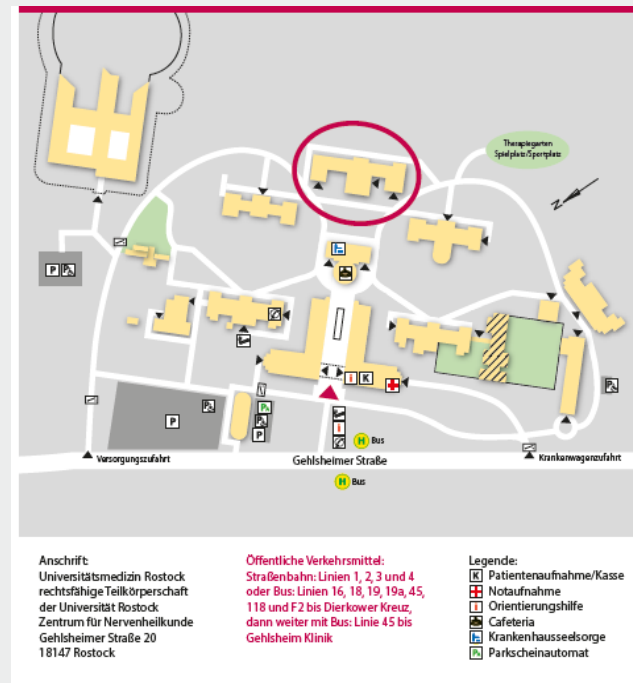 Therapiegarten
Spielplatz/Sportplatz
N
P
P
P
P
P
P
K
H Bus
Versorgungszufahrt
Gehlsheimer Straße
Krankenwagenzufahrt
H Bus
Anschrift:
Universitätsmedizin Rostock
rechtsfähige Teilkörperschaft
der Universität Rostock
Zentrum für Nervenheilkunde
Gehlsheimer Straße 20
18147 Rostock
Öffentliche Verkehrsmittel:
Straßenbahn: Linien 1, 2, 3 und 4
oder Bus: Linien 16, 18, 19, 19a, 45,
118 und F2 bis Dierkower Kreuz,
dann weiter mit Bus: Linie 45 bis
Gehlsheim Klinik
Legende:
K Patientenaufnahme/Kasse
Notaufnahme
i Orientierungshilfe
Cafeteria
Krankenhausseelsorge
Parkscheinautomat